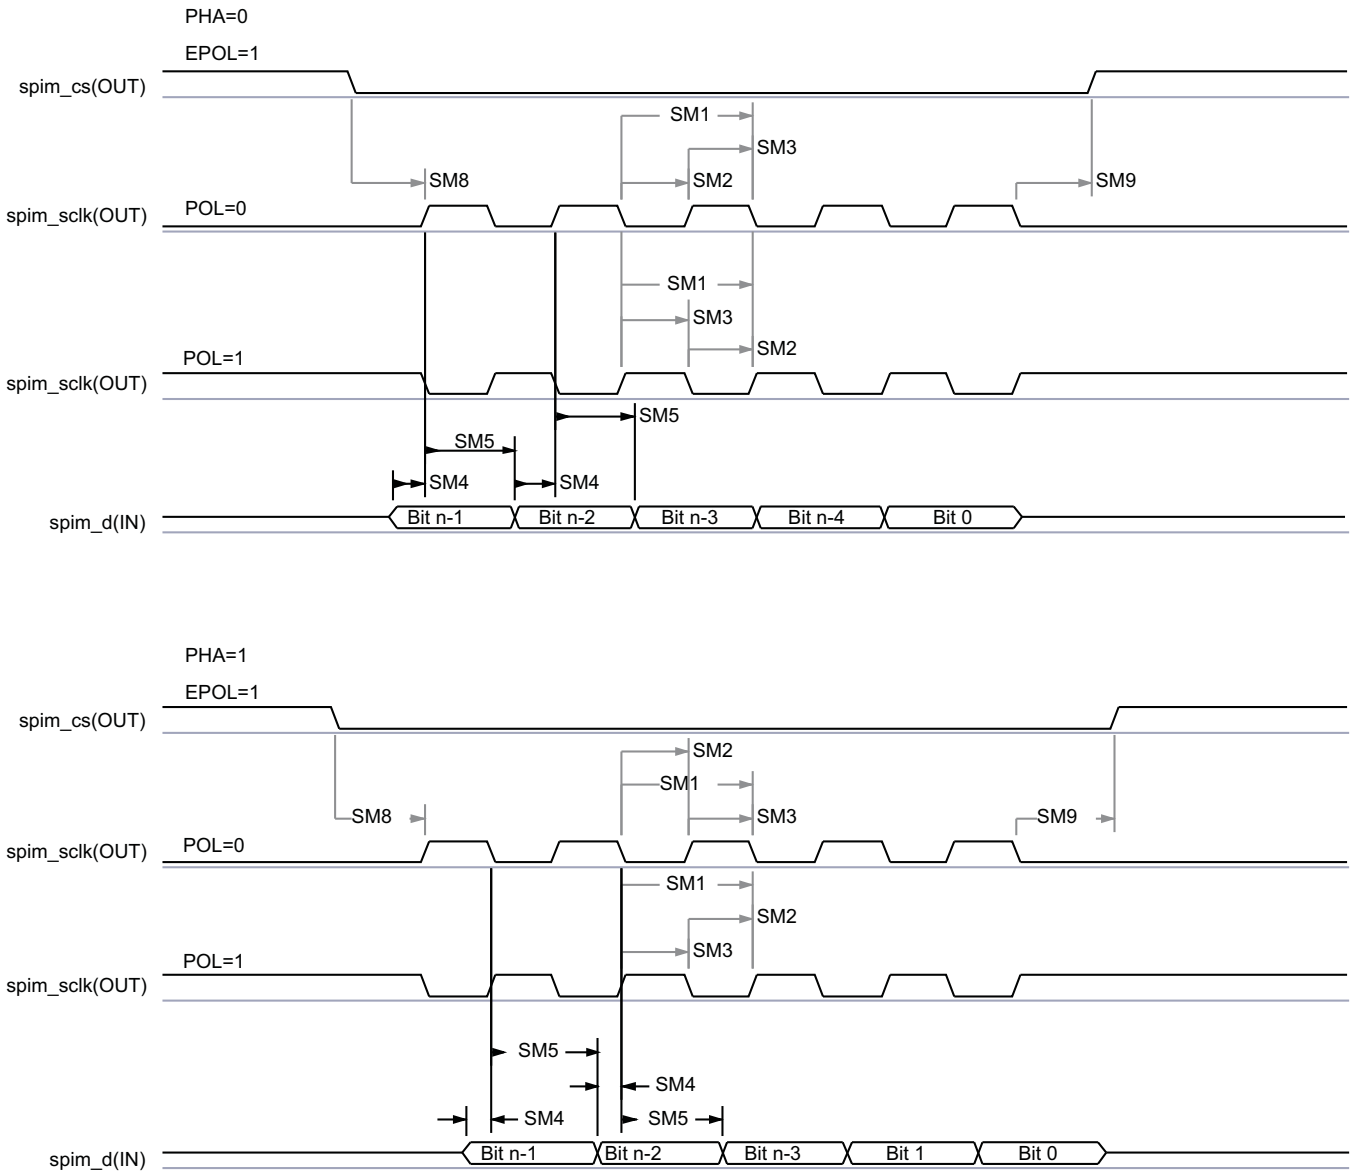 PHA=0
EPOL=1
spim_cs(OUT)
SM1
SM3
SM8
SM2
SM9
POL=0
spim_sclk(OUT)
SM1
SM3
SM2
POL=1
spim_sclk(OUT)
SM5
SM5
SM4
SM4
spim_d(IN)
Bit n-1
Bit n-2
Bit n-3
Bit n-4
Bit 0
PHA=1
EPOL=1
spim_cs(OUT)
SM2
SM1
SM8
SM3
SM9
POL=0
spim_sclk(OUT)
SM1
SM2
SM3
POL=1
spim_sclk(OUT)
SM5
SM4
SM4
SM5
spim_d(IN)
Bit n-1
Bit n-2
Bit n-3
Bit 1
Bit 0